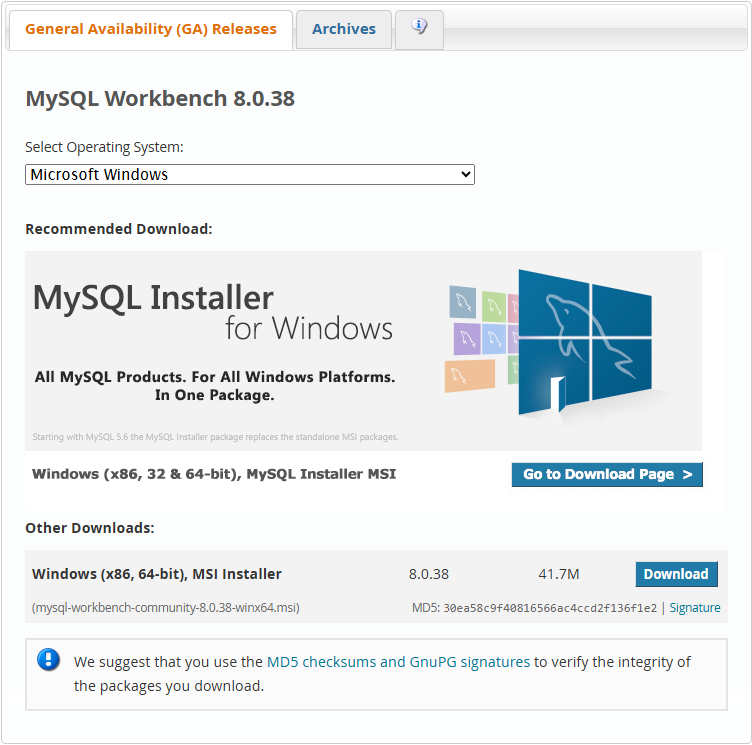 General Availability (GA) Releases
Archives
MySQL Workbench 8.0.38
Select Operating System:
Microsoft Windows
Recommended Download:
MySQL Installer
for Windows
All MySQL Products. For All Windows Platforms.
In One Package.
Starting with MySQL 5.6 the MySQL Installer package replaces the standalone MSI packages.
Windows (x86, 32 & 64-bit), MySQL Installer MSI
Go to Download Page >
Other Downloads:
Windows (x86, 64-bit), MSI Installer 8.0.38 41.7M Download
(mysql-workbench-community-8.0.38-winx64.msi) MD5: 30ea58c9f40816566ac4ccd2f136f1e2 | Signature
We suggest that you use the MD5 checksums and GnuPG signatures to verify the integrity of
the packages you download.